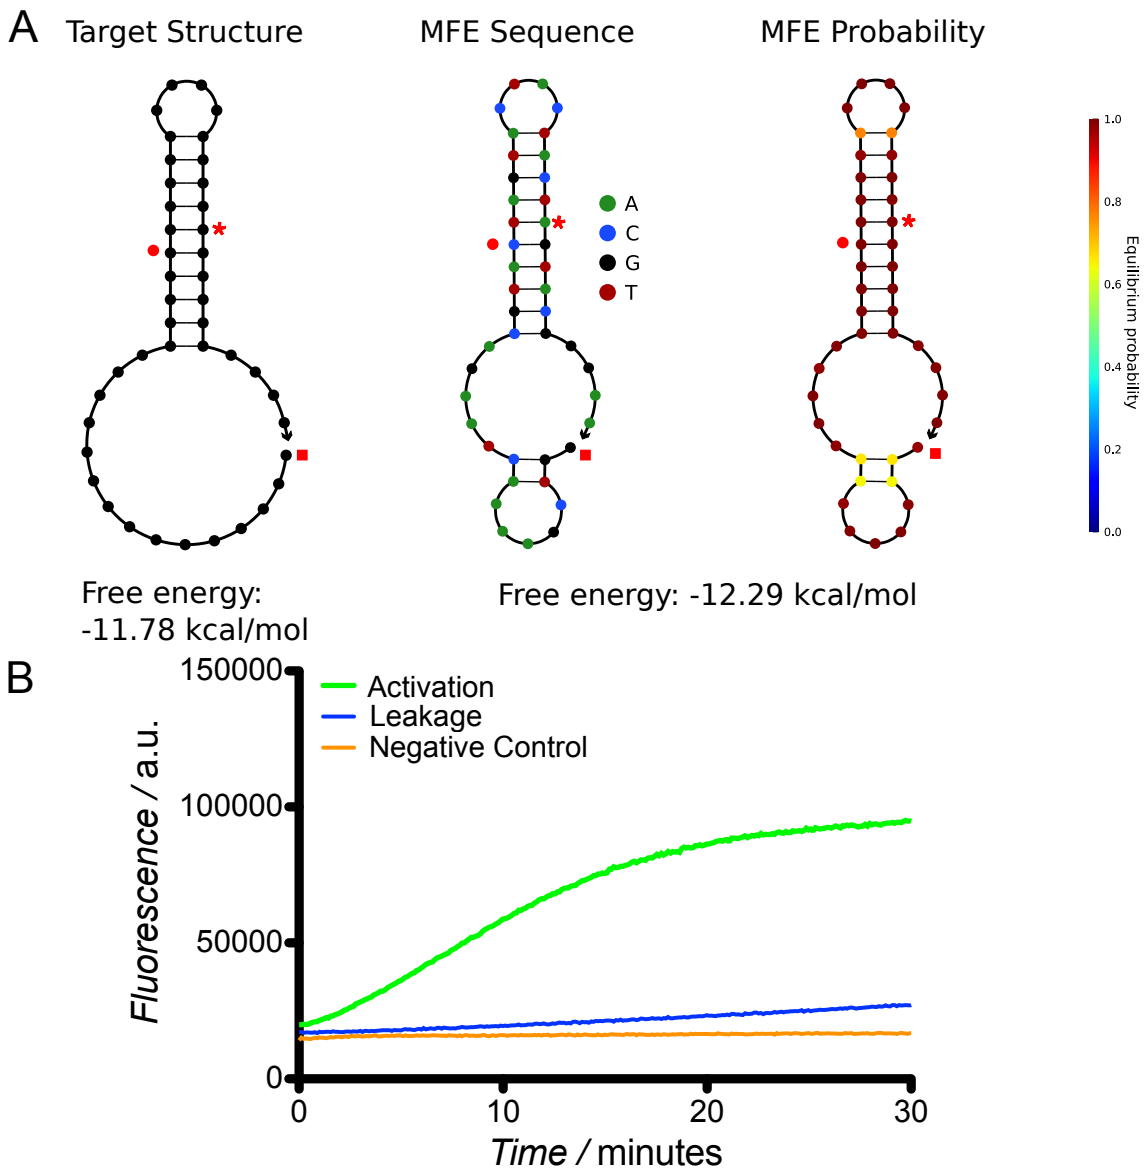 A
Target Structure
MFE Sequence
MFE Probability
A
C
G
T
1.0
0.8
0.6
0.4
0.2
0.0
Equilibrium probability
Free energy:
-11.78 kcal/mol
Free energy: -12.29 kcal/mol
B
150000
100000
50000
0
Fluorescence / a.u.
Activation
Leakage
Negative Control
0
10
20
30
Time / minutes